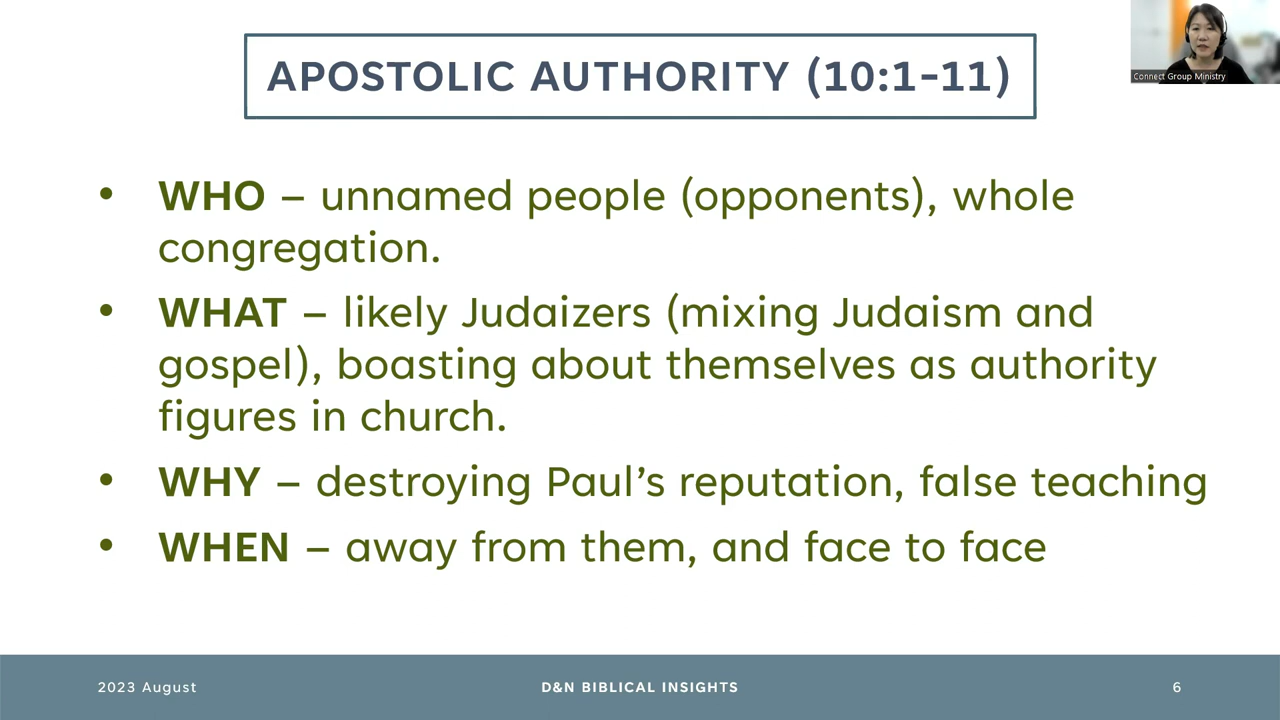 APOSTOLIC AUTHORITY (10:1-11)
Connect Group Ministry
• WHO – unnamed people (opponents), whole
congregation.
• WHAT – likely Judaizers (mixing Judaism and
gospel), boasting about themselves as authority
figures in church.
• WHY – destroying Paul’s reputation, false teaching
• WHEN – away from them, and face to face
2023 August
D&N BIBLICAL INSIGHTS
6